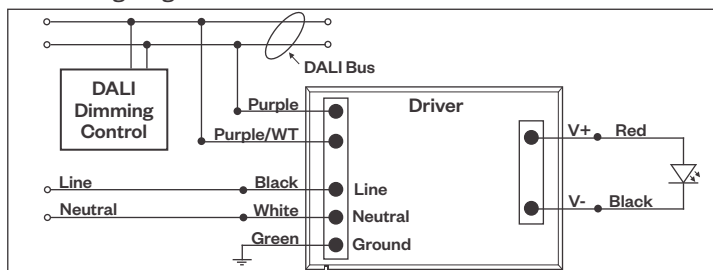 DALI Bus
DALI
Dimming
Control
Driver
Purple
Purple/WT
V+ Red
Line Black Line
V- Black
Neutral White Neutral
Green Ground